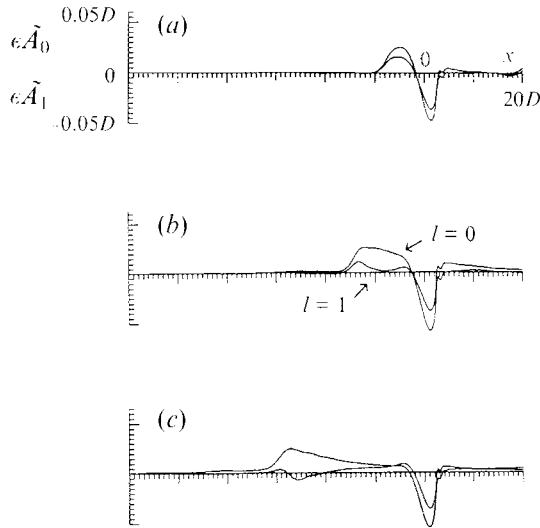 0.05D
(a)
ϵÃ₀
0
x
0
ϵÃ₁
20D
-0.05D
(b)
l = 0
l = 1
(c)